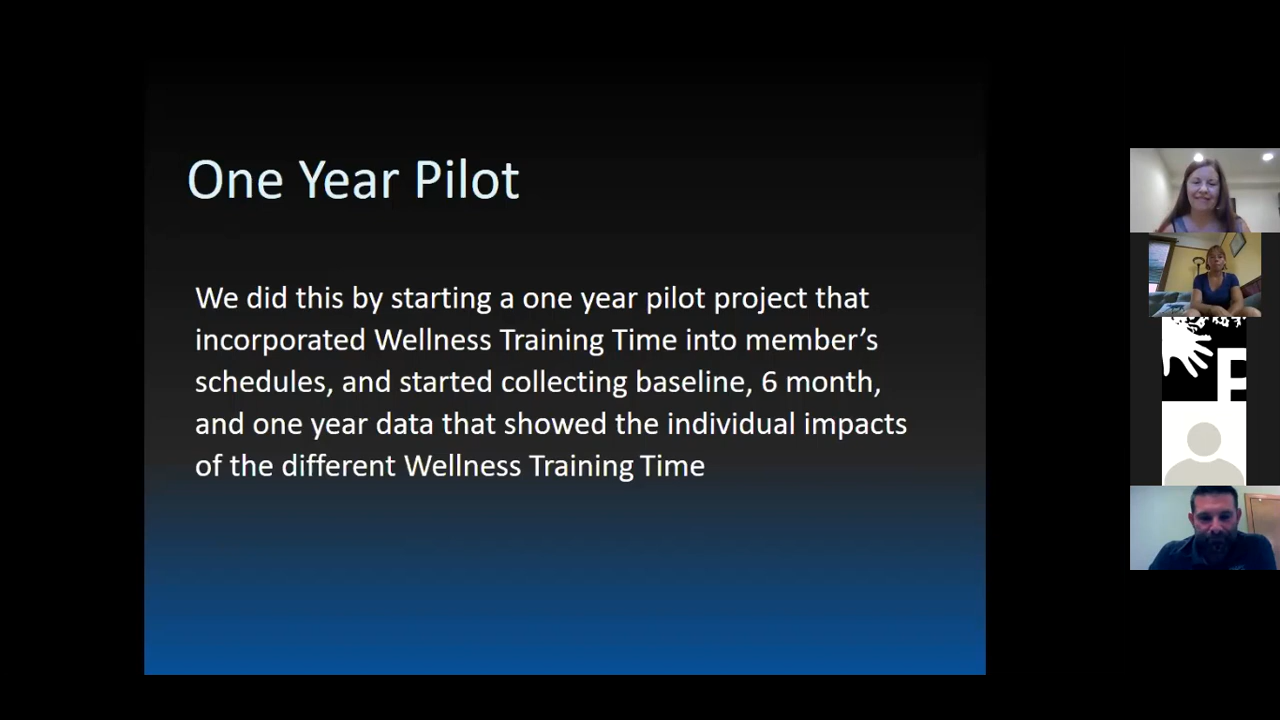 One Year Pilot
We did this by starting a one year pilot project that
incorporated Wellness Training Time into member’s
schedules, and started collecting baseline, 6 month,
and one year data that showed the individual impacts
of the different Wellness Training Time
P